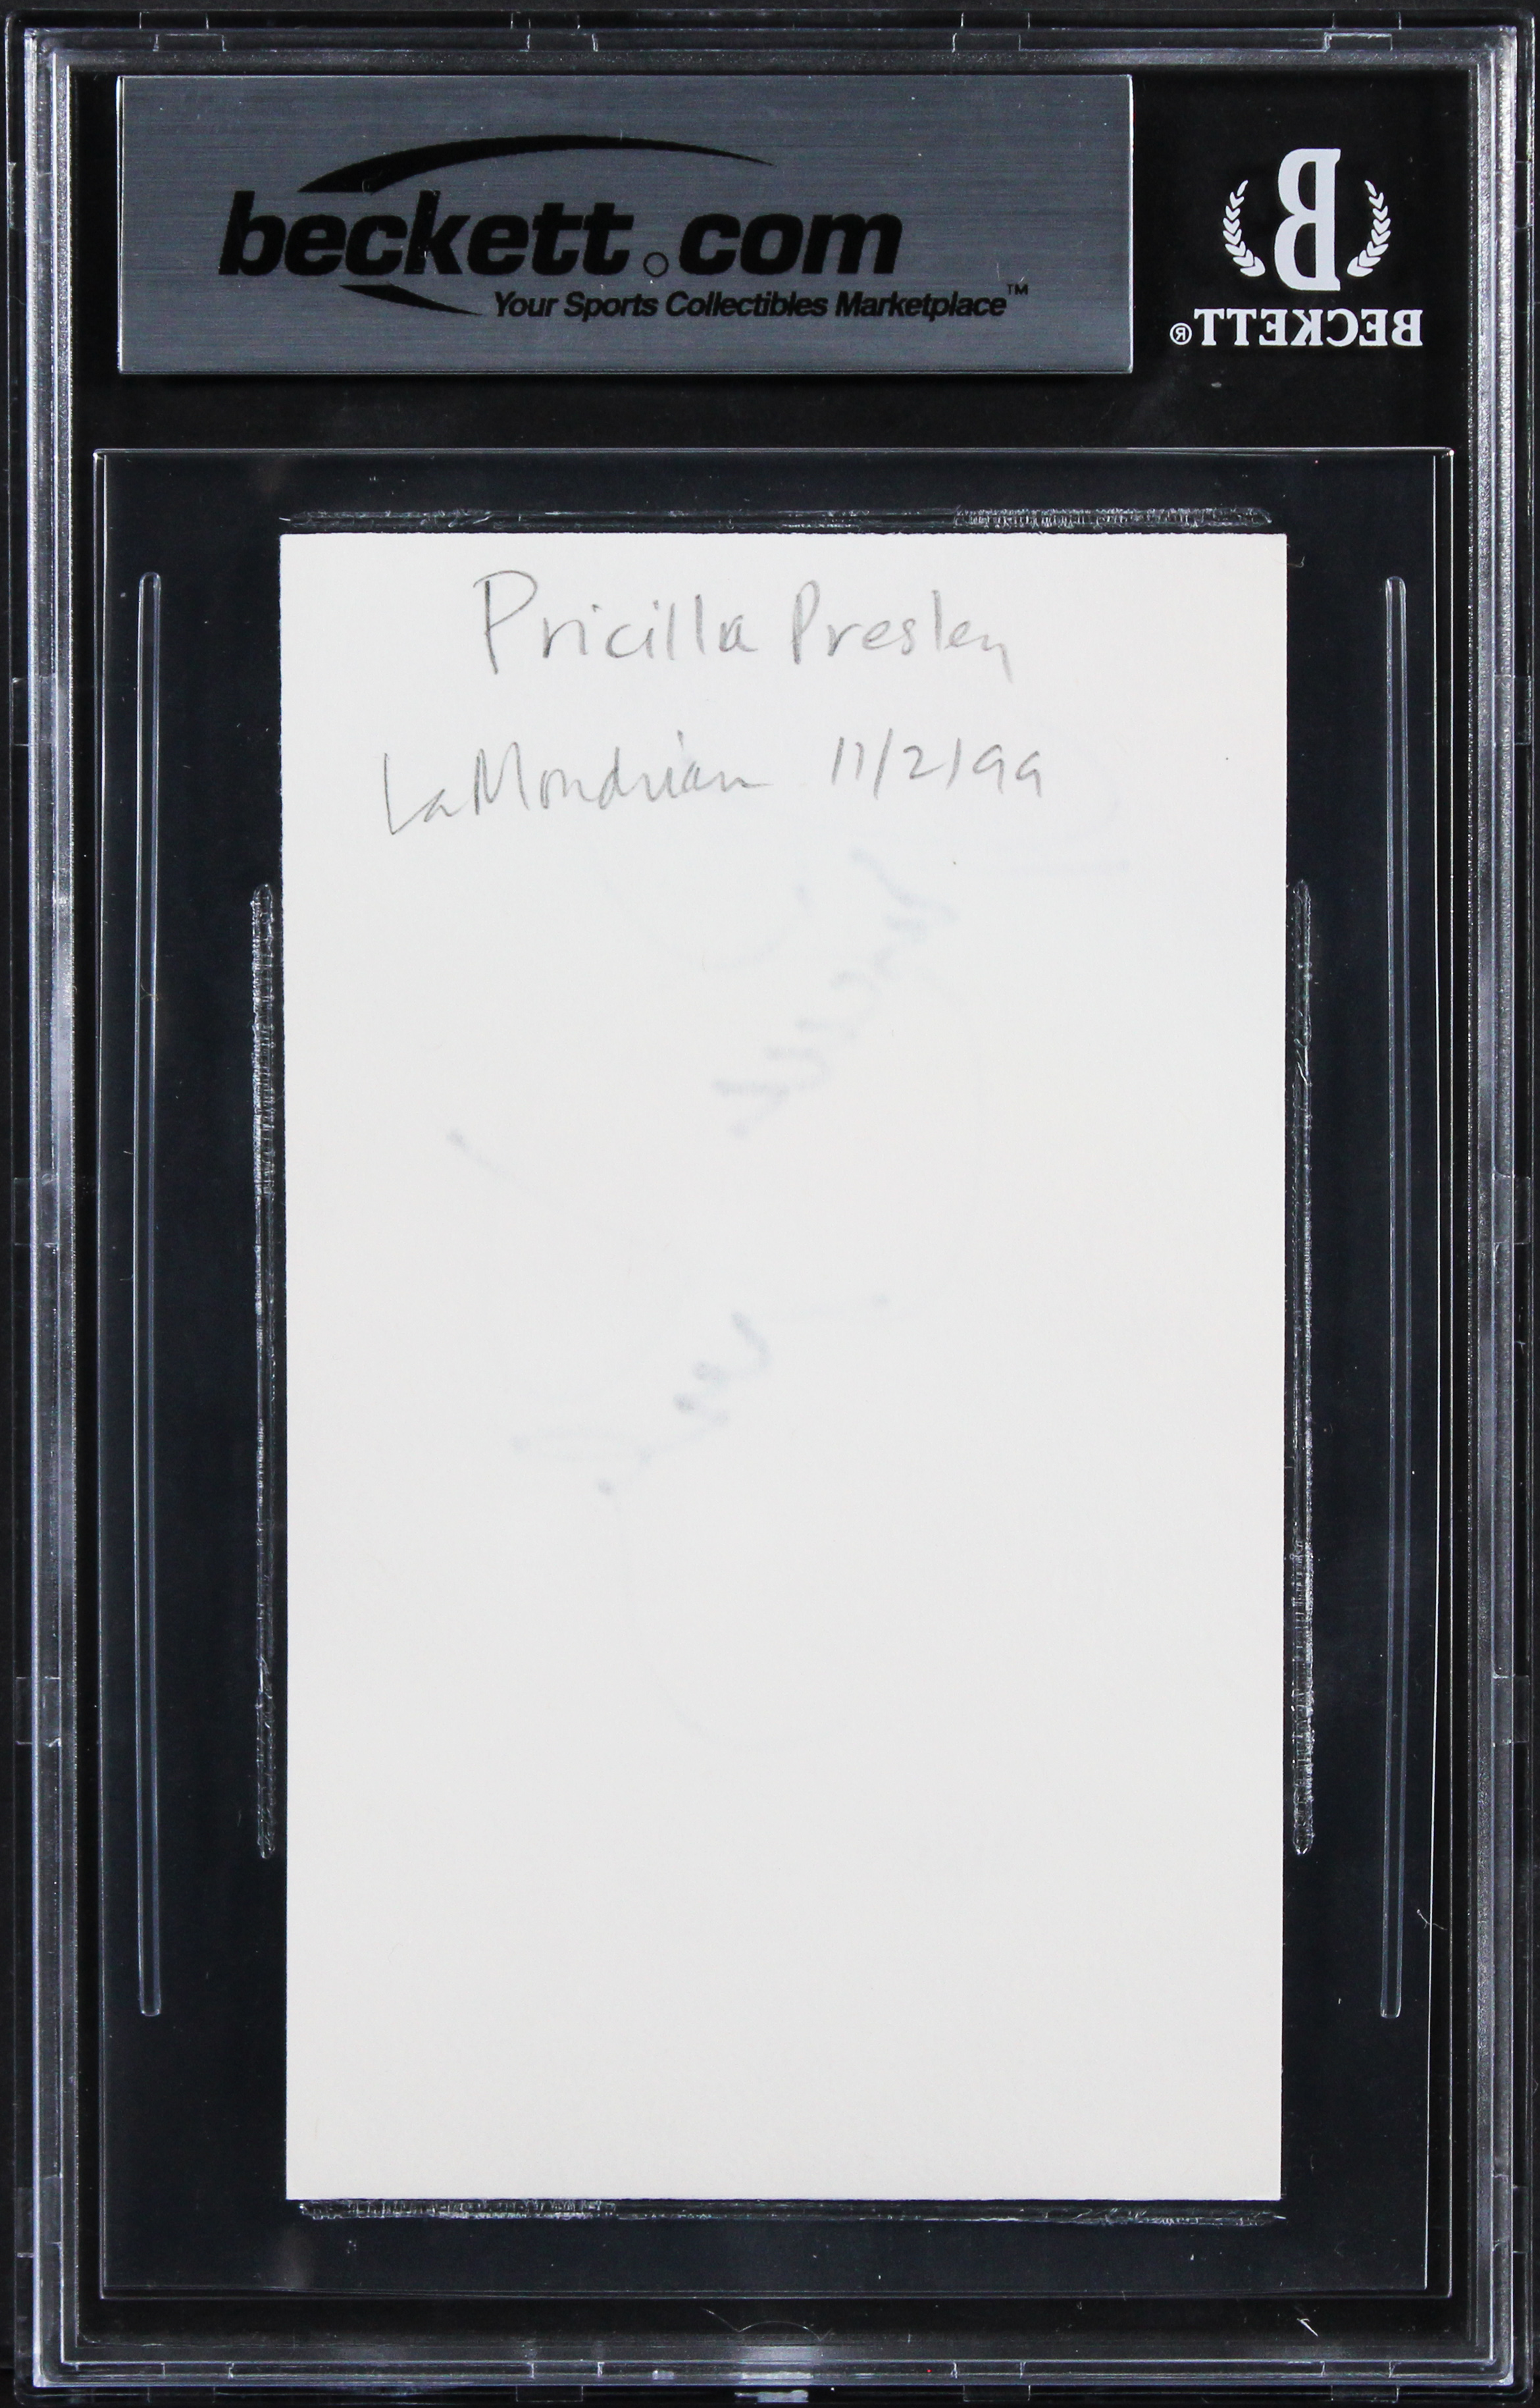 beckett.com
Your Sports Collectibles Marketplace™
B
BECKETT®
Pricilla Presley
LaMondrian 11/2/99